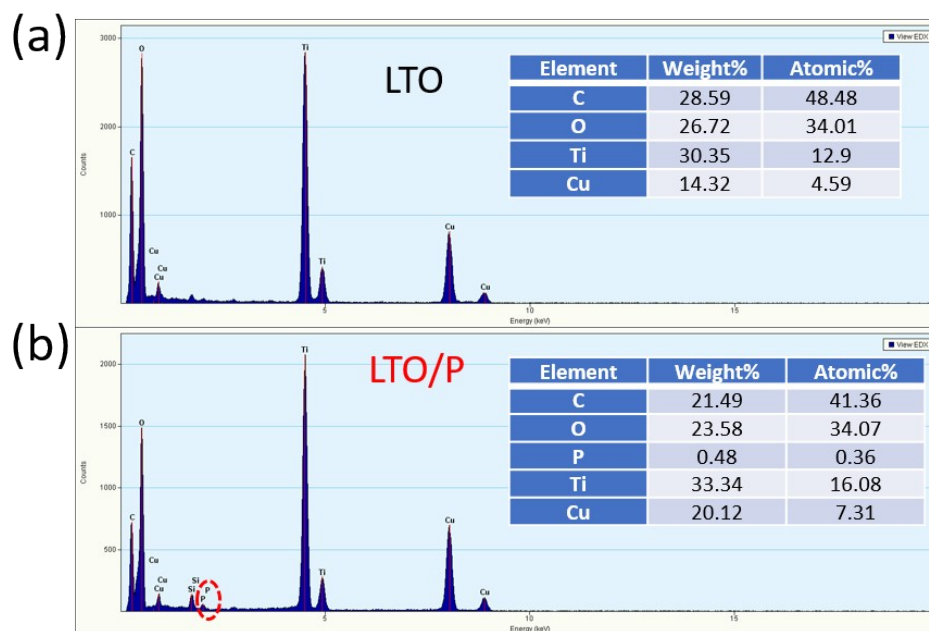 (a)
3000
2000
1000
Counts
O
C
Cu
Cu
Cu
Ti
Ti
Cu
Cu
LTO
View EDX
Element Weight% Atomic%
C 28.59 48.48
O 26.72 34.01
Ti 30.35 12.9
Cu 14.32 4.59
5 10 15
Energy (keV)
(b)
2000
1500
1000
500
Counts
O
C
Cu
Cu
Cu
Si
Si
P
P
Ti
Ti
Cu
Cu
LTO/P
View EDX
Element Weight% Atomic%
C 21.49 41.36
O 23.58 34.07
P 0.48 0.36
Ti 33.34 16.08
Cu 20.12 7.31
5 10 15
Energy (keV)